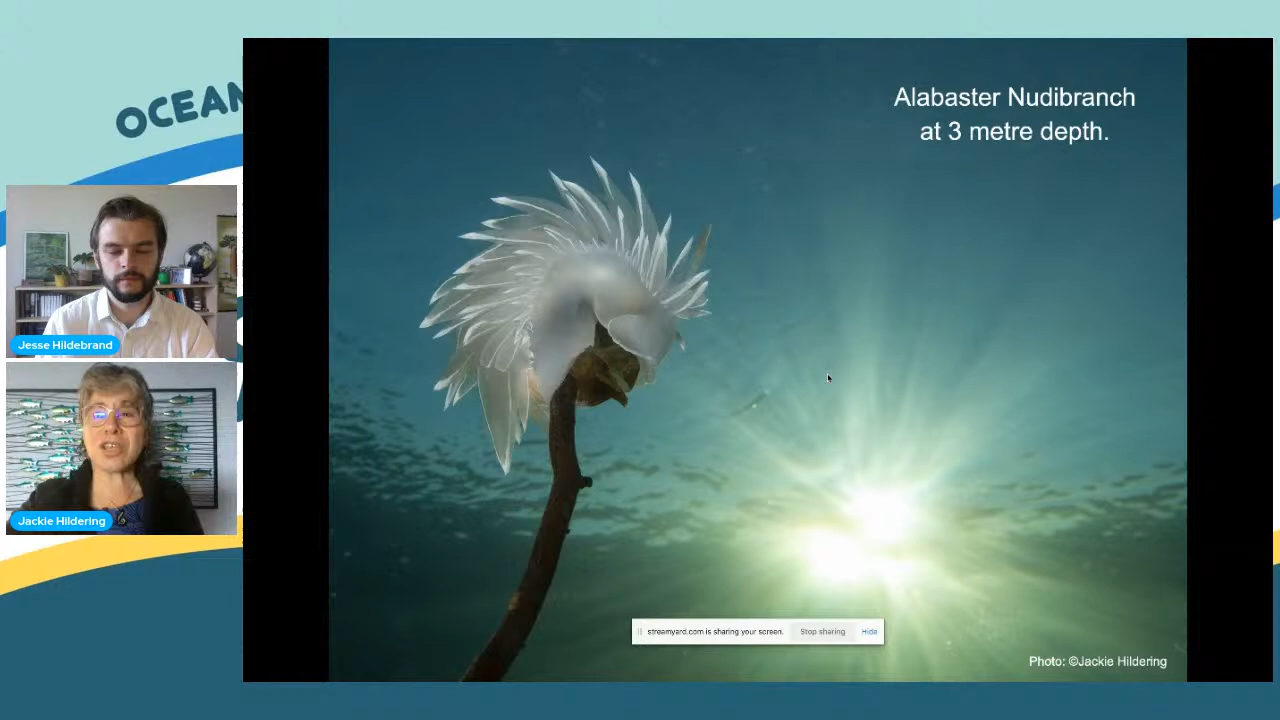 OCEAN
Alabaster Nudibranch
at 3 metre depth.
Jesse Hildebrand
Jackie Hildering
streamyard.com is sharing your screen.
Stop sharing
Hide
Photo: ©Jackie Hildering